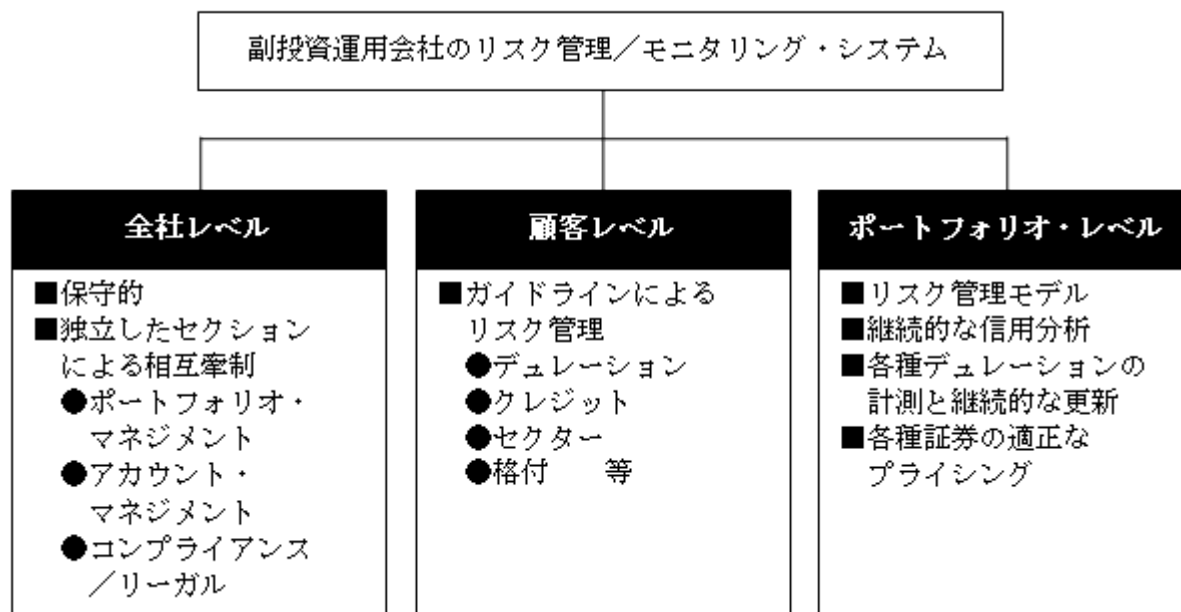 副投資運用会社のリスク管理／モニタリング・システム
全社レベル
■保守的
■独立したセクション
による相互牽制
●ポートフォリオ・
マネジメント
●アカウント・
マネジメント
●コンプライアンス
／リーガル
顧客レベル
■ガイドラインによる
リスク管理
●デュレーション
●クレジット
●セクター
●格付　等
ポートフォリオ・レベル
■リスク管理モデル
■継続的な信用分析
■各種デュレーションの
計測と継続的な更新
■各種証券の適正な
プライシング